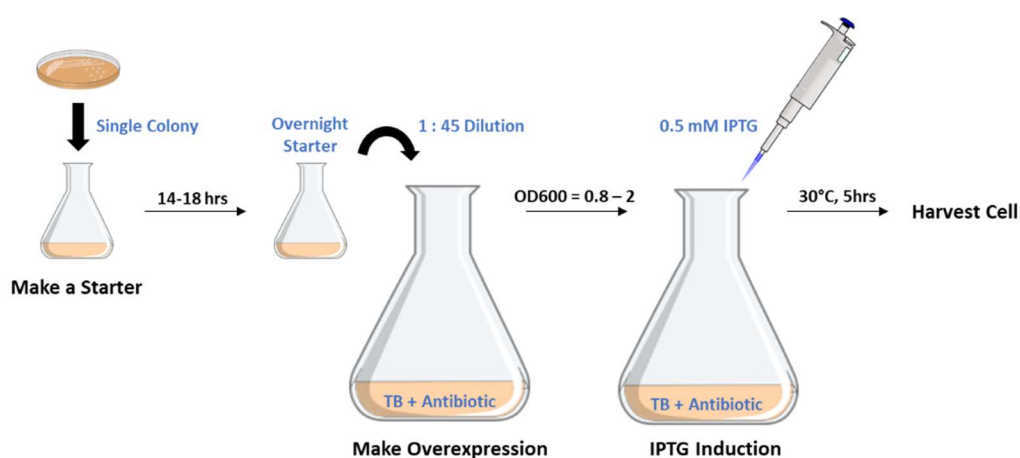 Single Colony
Make a Starter
14-18 hrs
Overnight
Starter
1 : 45 Dilution
TB + Antibiotic
Make Overexpression
OD600 = 0.8 – 2
0.5 mM IPTG
TB + Antibiotic
IPTG Induction
30°C, 5hrs
Harvest Cell